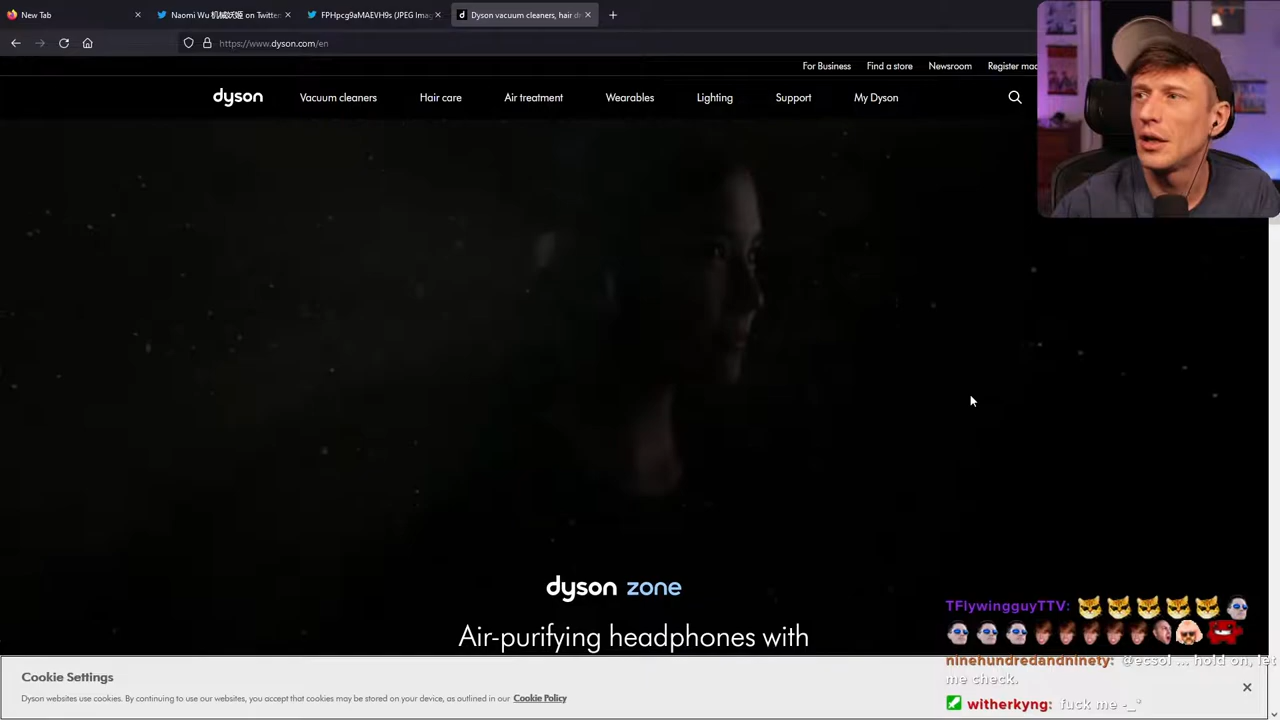 New Tab
Naomi Wu 机械妖姬 on Twitter:
FPHpcg9aMAEVH9s (JPEG Imag
Dyson vacuum cleaners, hair d
https://www.dyson.com/en
For Business Find a store Newsroom Register mac
dyson Vacuum cleaners Hair care Air treatment Wearables Lighting Support My Dyson
dyson zone
Air-purifying headphones with
TFlywingguyTTV:
ninehundredandninety: @ecsol ... hold on, let
me check.
witherkyng: fuck me -_*
Cookie Settings
Dyson websites use cookies. By continuing to use our websites, you accept that cookies may be stored on your device, as outlined in our Cookie Policy